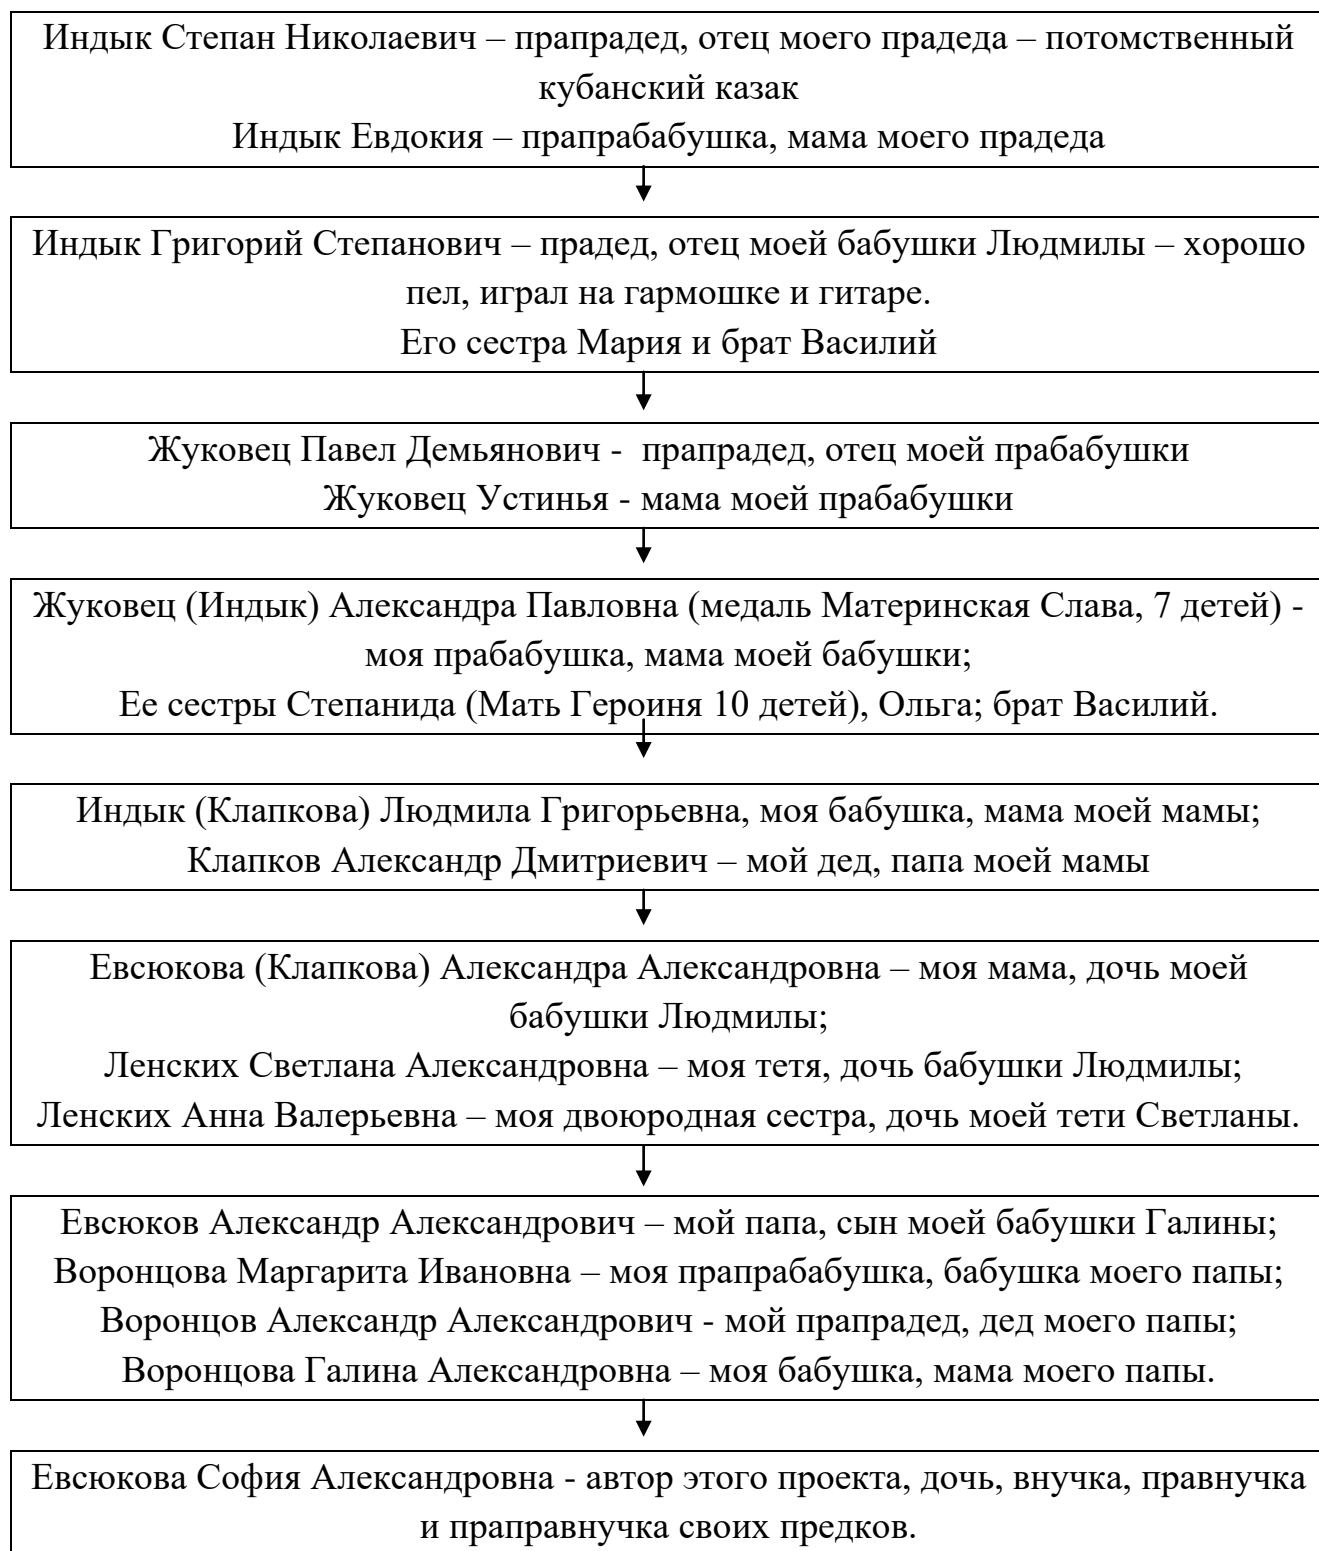 Индык Степан Николаевич – прапрадед, отец моего прадеда – потомственный
кубанский казак
Индык Евдокия – прапрабабушка, мама моего прадеда
Индык Григорий Степанович – прадед, отец моей бабушки Людмилы – хорошо
пел, играл на гармошке и гитаре.
Его сестра Мария и брат Василий
Жуковец Павел Демьянович - прапрадед, отец моей прабабушки
Жуковец Устинья - мама моей прабабушки
Жуковец (Индык) Александра Павловна (медаль Материнская Слава, 7 детей) -
моя прабабушка, мама моей бабушки;
Ее сестры Степанида (Мать Героиня 10 детей), Ольга; брат Василий.
Индык (Клапкова) Людмила Григорьевна, моя бабушка, мама моей мамы;
Клапков Александр Дмитриевич – мой дед, папа моей мамы
Евсюкова (Клапкова) Александра Александровна – моя мама, дочь моей
бабушки Людмилы;
Ленских Светлана Александровна – моя тетя, дочь бабушки Людмилы;
Ленских Анна Валерьевна – моя двоюродная сестра, дочь моей тети Светланы.
Евсюков Александр Александрович – мой папа, сын моей бабушки Галины;
Воронцова Маргарита Ивановна – моя прапрабабушка, бабушка моего папы;
Воронцов Александр Александрович - мой прапрадед, дед моего папы;
Воронцова Галина Александровна – моя бабушка, мама моего папы.
Евсюкова София Александровна - автор этого проекта, дочь, внучка, правнучка
и праправнучка своих предков.